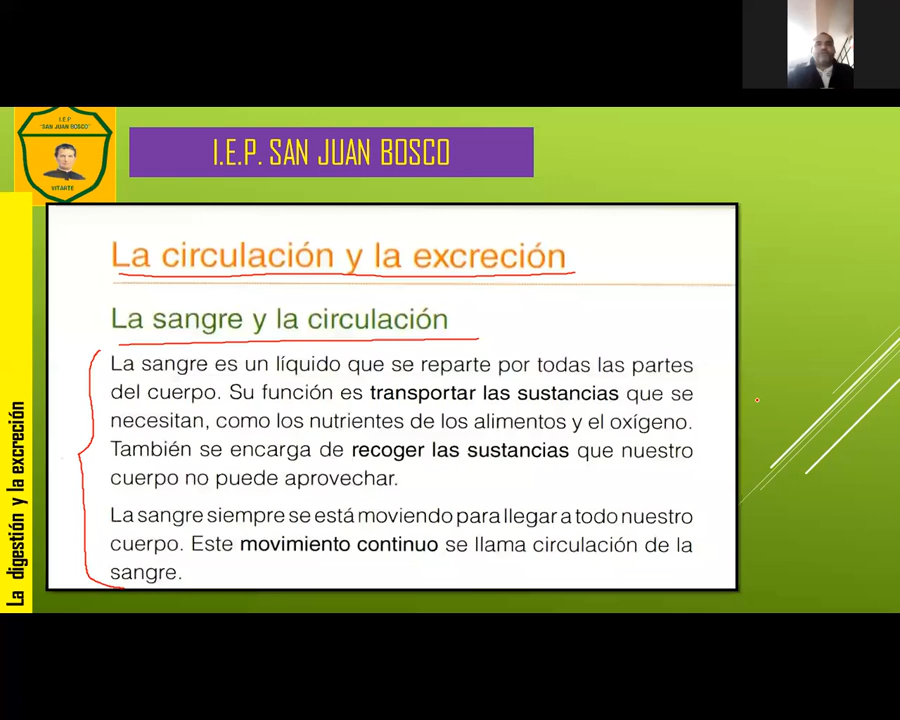 I.E.P
"SAN JUAN BOSCO"
VITARTE
I.E.P. SAN JUAN BOSCO
La digestión y la excreción
La circulación y la excreción
La sangre y la circulación
La sangre es un líquido que se reparte por todas las partes
del cuerpo. Su función es transportar las sustancias que se
necesitan, como los nutrientes de los alimentos y el oxígeno.
También se encarga de recoger las sustancias que nuestro
cuerpo no puede aprovechar.
La sangre siempre se está moviendo para llegar a todo nuestro
cuerpo. Este movimiento continuo se llama circulación de la
sangre.